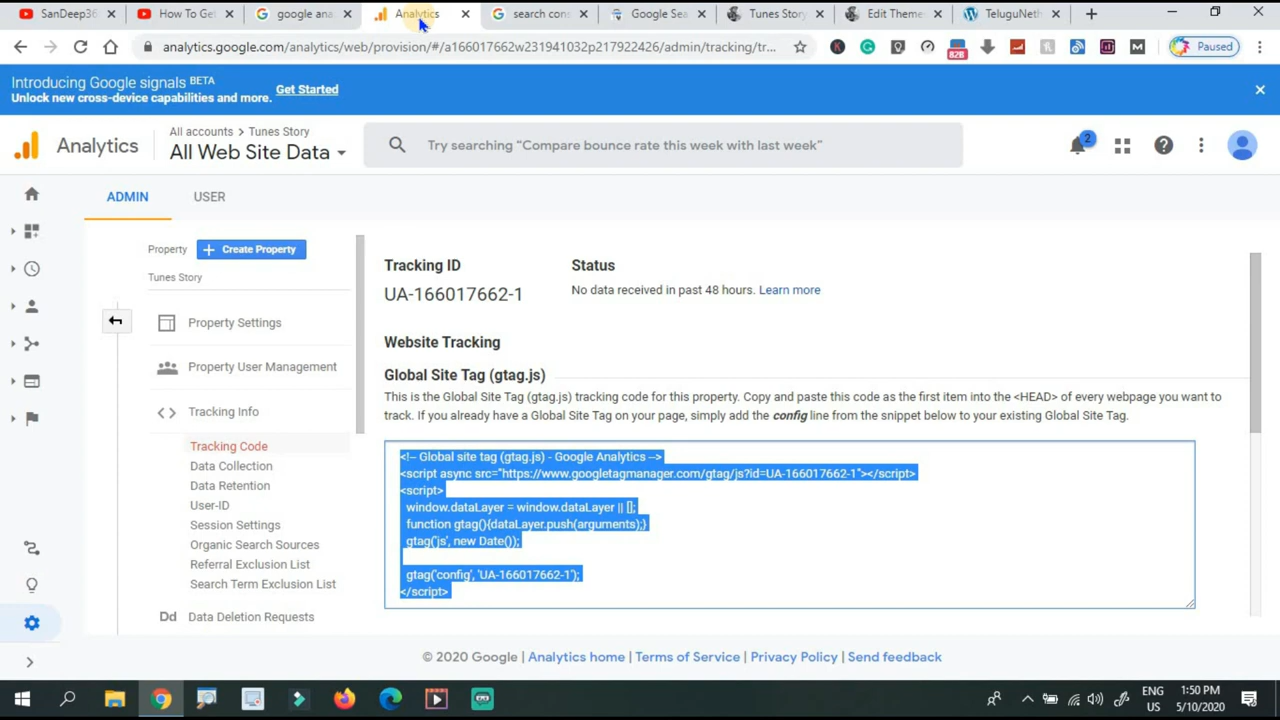 SanDeep36
How To Get
google ana
Analytics
search con
Google Sea
Tunes Story
Edit Theme
TeluguNeth
analytics.google.com/analytics/web/provision/#/a166017662w231941032p217922426/admin/tracking/tr...
B2B
Paused
Introducing Google signals BETA
Unlock new cross-device capabilities and more. Get Started
Analytics
All accounts > Tunes Story
All Web Site Data
Try searching "Compare bounce rate this week with last week"
2
ADMIN
USER
Property
+ Create Property
Tunes Story
Property Settings
Property User Management
Tracking Info
Tracking Code
Data Collection
Data Retention
User-ID
Session Settings
Organic Search Sources
Referral Exclusion List
Search Term Exclusion List
Dd Data Deletion Requests
Tracking ID
UA-166017662-1
Status
No data received in past 48 hours. Learn more
Website Tracking
Global Site Tag (gtag.js)
This is the Global Site Tag (gtag.js) tracking code for this property. Copy and paste this code as the first item into the <HEAD> of every webpage you want to
track. If you already have a Global Site Tag on your page, simply add the config line from the snippet below to your existing Global Site Tag.
<!-- Global site tag (gtag.js) - Google Analytics -->
<script async src="https://www.googletagmanager.com/gtag/js?id=UA-166017662-1"></script>
<script>
window.dataLayer = window.dataLayer || [];
function gtag(){dataLayer.push(arguments);}
gtag('js', new Date());
gtag('config', 'UA-166017662-1');
</script>
© 2020 Google | Analytics home | Terms of Service | Privacy Policy | Send feedback
ENG
US
1:50 PM
5/10/2020